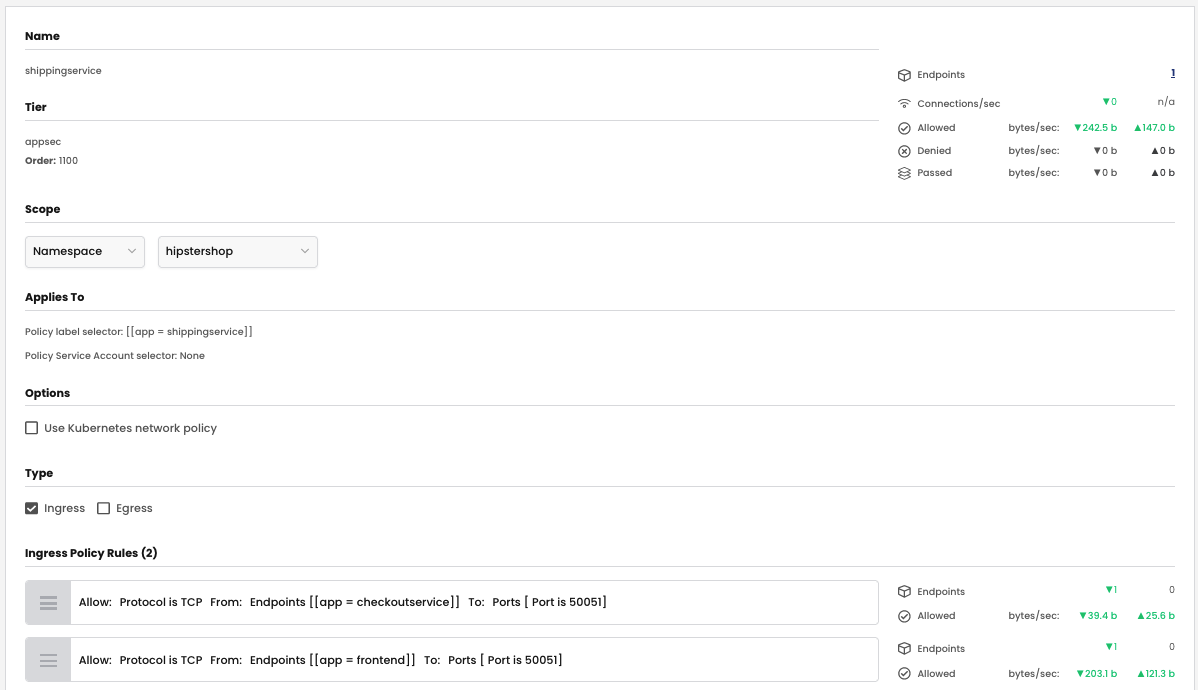 Name
shippingservice
Endpoints 1
Connections/sec ▼0 n/a
Tier
Allowed bytes/sec: ▼242.5 b ▲147.0 b
appsec
Denied bytes/sec: ▼0 b ▲0 b
Order: 1100
Passed bytes/sec: ▼0 b ▲0 b
Scope
Namespace hipstershop
Applies To
Policy label selector: [[app = shippingservice]]
Policy Service Account selector: None
Options
Use Kubernetes network policy
Type
Ingress Egress
Ingress Policy Rules (2)
Allow: Protocol is TCP From: Endpoints [[app = checkoutservice]] To: Ports [ Port is 50051]
Endpoints ▼1 0
Allowed bytes/sec: ▼39.4 b ▲25.6 b
Allow: Protocol is TCP From: Endpoints [[app = frontend]] To: Ports [ Port is 50051]
Endpoints ▼1 0
Allowed bytes/sec: ▼203.1 b ▲121.3 b